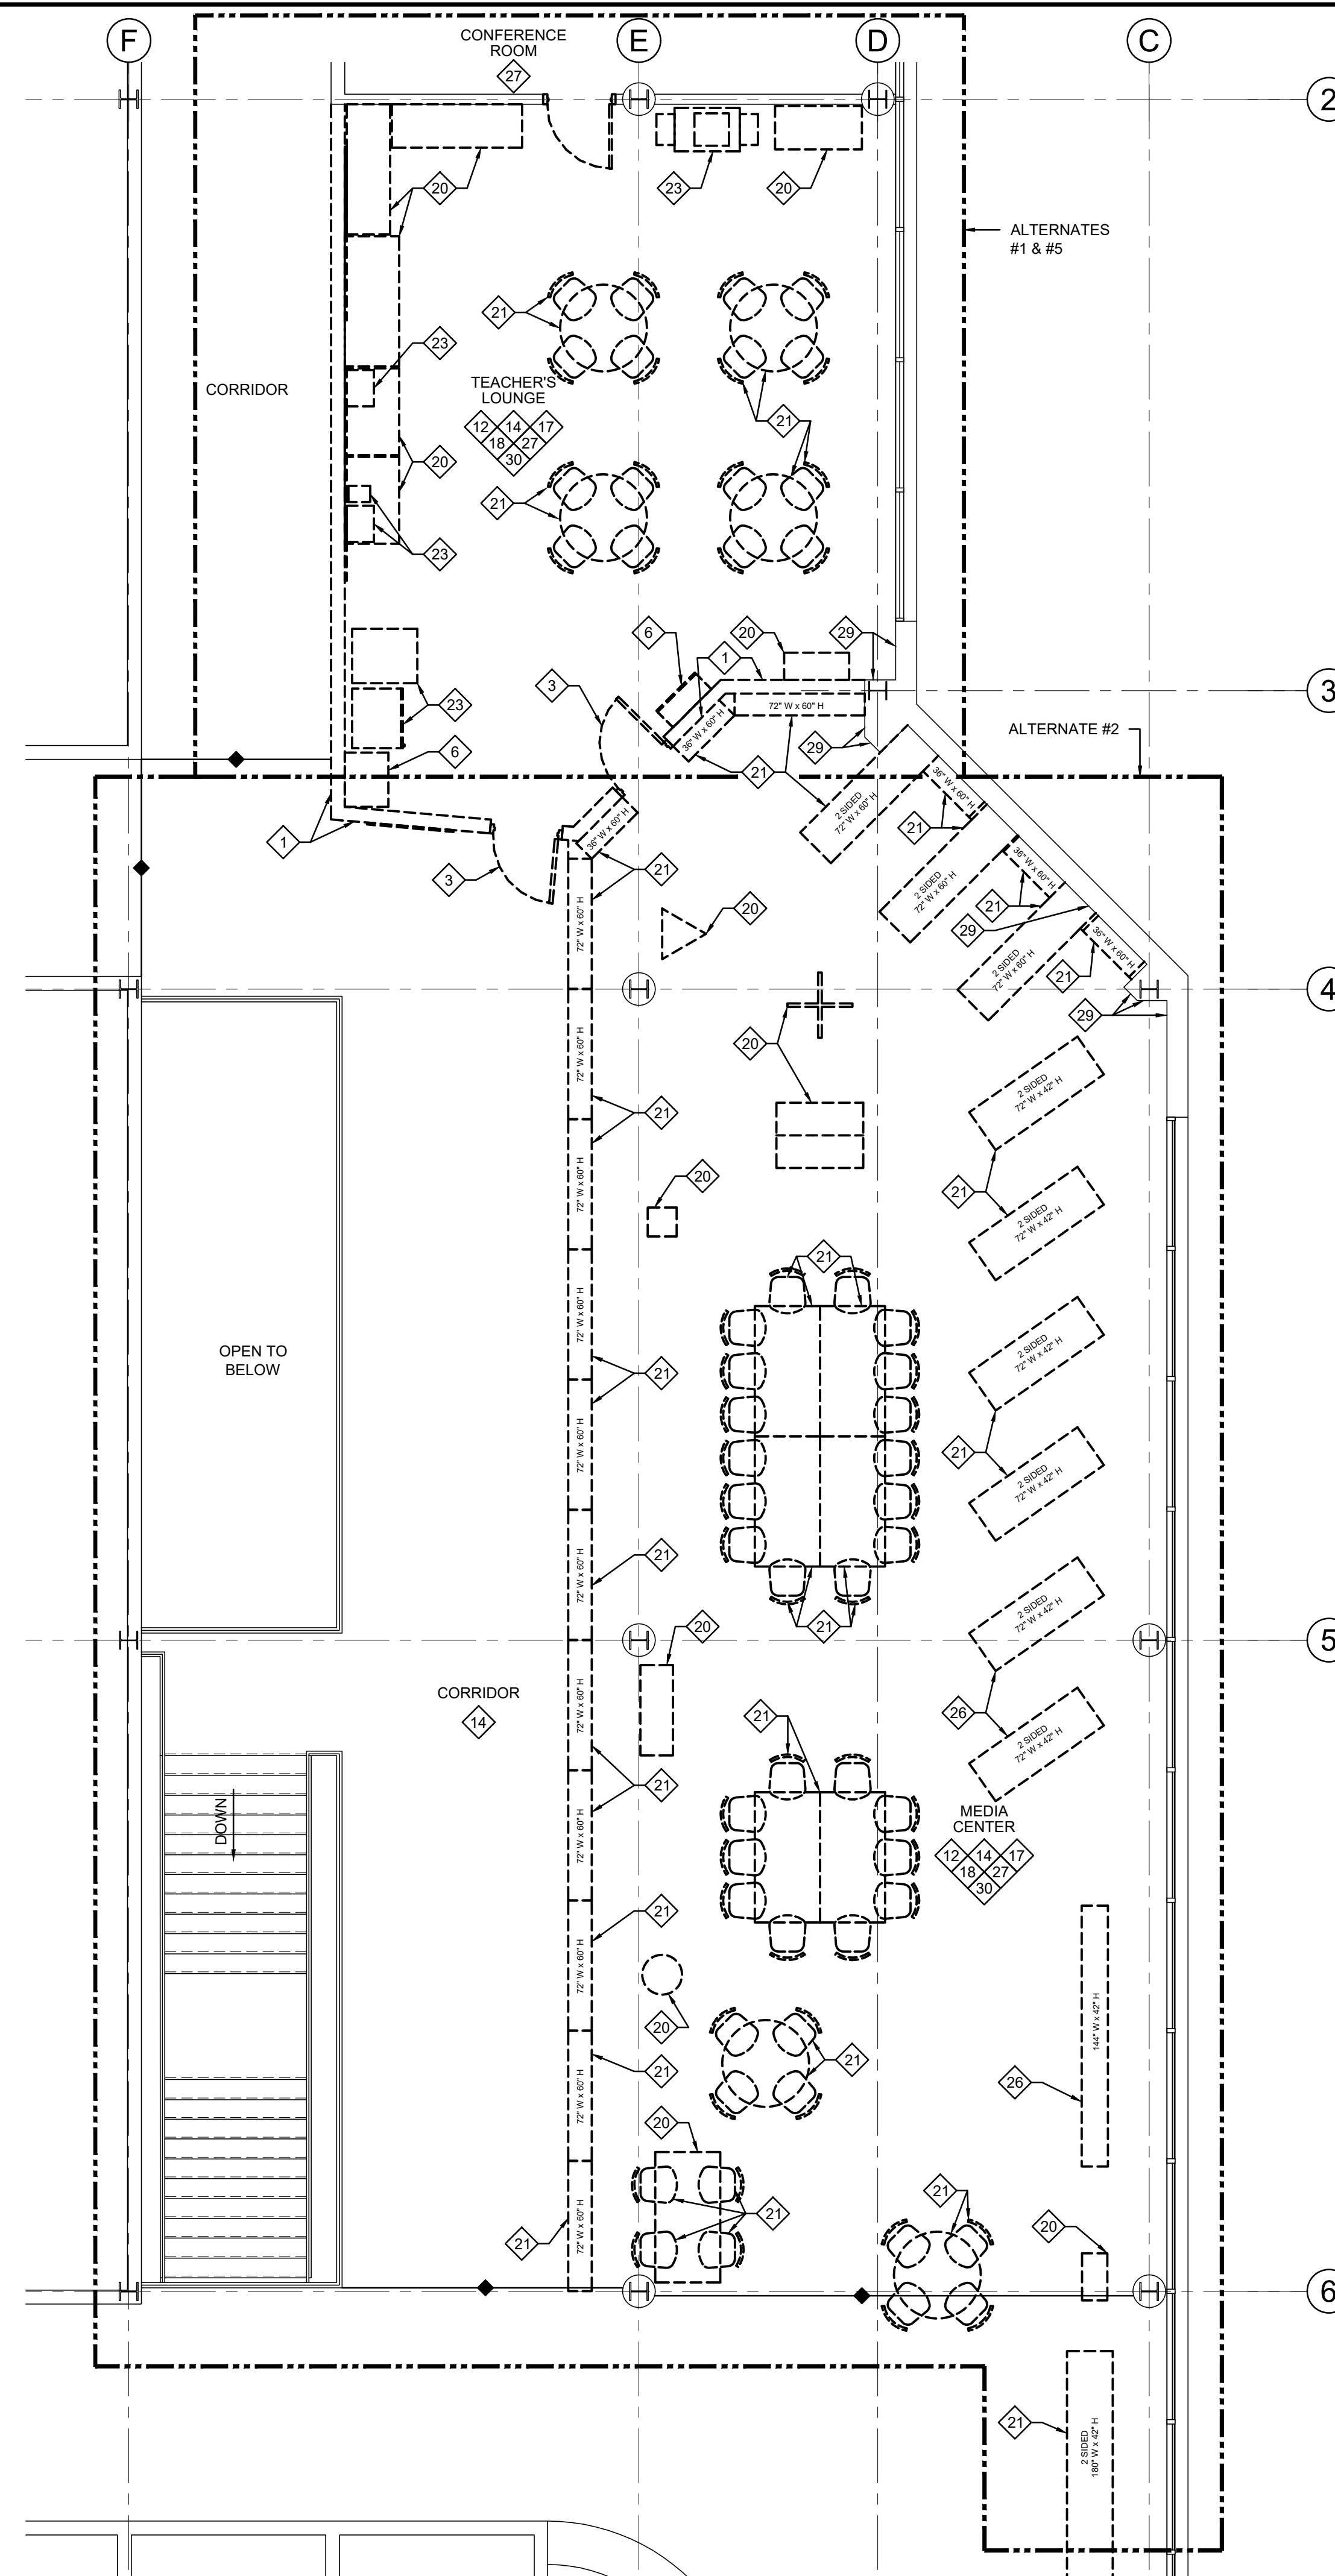 F
E
D
C
CONFERENCE
ROOM
27
2
20
23
20
ALTERNATES
#1 & #5
21
23
CORRIDOR
TEACHER'S
LOUNGE
12 14 17
18 27
30
21
20
21
23
6
20
29
1
3
3
72" W x 60" H
36" W x 60" H
23
ALTERNATE #2
29
6
21
2 SIDED
72" W x 60" H
36" W x 60" H
21
1
36" W x 60" H
21
3
2 SIDED
72" W x 60" H
36" W x 60" H
21
20
29
72" W x 60" H
2 SIDED
72" W x 60" H
36" W x 60" H
21
4
29
20
72" W x 60" H
2 SIDED
72" W x 42" H
21
20
21
72" W x 60" H
2 SIDED
72" W x 42" H
21
72" W x 60" H
OPEN TO
BELOW
2 SIDED
72" W x 42" H
21
72" W x 60" H
21
2 SIDED
72" W x 42" H
21
72" W x 60" H
21
20
2 SIDED
72" W x 42" H
5
CORRIDOR
14
72" W x 60" H
21
26
2 SIDED
72" W x 42" H
21
DOWN
72" W x 60" H
MEDIA
CENTER
12 14 17
18 27
30
21
72" W x 60" H
20
144" W x 42" H
21
21
26
72" W x 60" H
20
21
21
72" W x 60" H
21
20
6
21
2 SIDED
180" W x 42" H